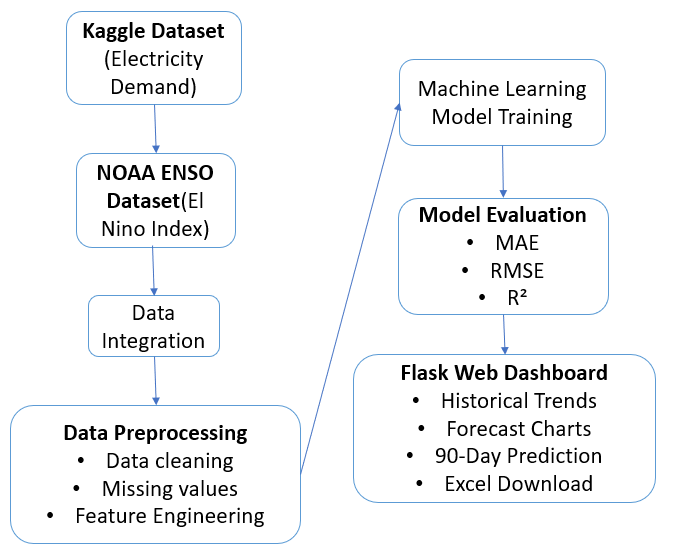 Kaggle Dataset
(Electricity
Demand)
NOAA ENSO
Dataset(El
Nino Index)
Data
Integration
Data Preprocessing
• Data cleaning
• Missing values
• Feature Engineering
Machine Learning
Model Training
Model Evaluation
• MAE
• RMSE
• R²
Flask Web Dashboard
• Historical Trends
• Forecast Charts
• 90-Day Prediction
• Excel Download